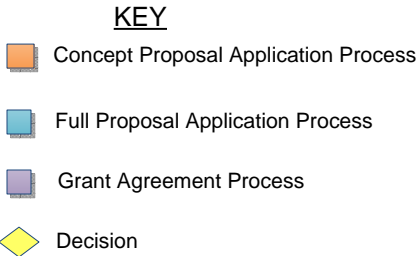 KEY
Concept Proposal Application Process
Full Proposal Application Process
Grant Agreement Process
Decision